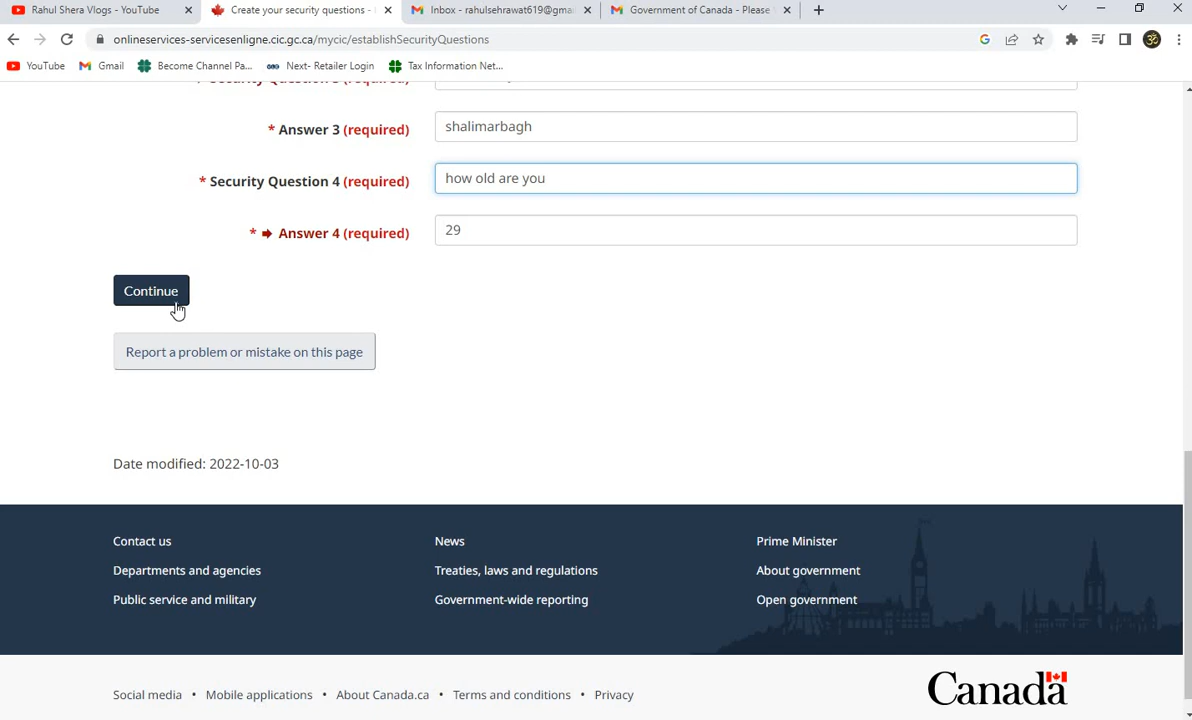 Rahul Shera Vlogs - YouTube
Create your security questions -
Inbox - rahulsehrawat619@gma
Government of Canada - Please
onlineservices-servicesenligne.cic.gc.ca/mycic/establishSecurityQuestions
YouTube
Gmail
Become Channel Pa...
Next- Retailer Login
Tax Information Net...
* Security Question 3 (required)
* Answer 3 (required)
shalimarbagh
* Security Question 4 (required)
how old are you
* Answer 4 (required)
29
Continue
Report a problem or mistake on this page
Date modified: 2022-10-03
Contact us
News
Prime Minister
Departments and agencies
Treaties, laws and regulations
About government
Public service and military
Government-wide reporting
Open government
Social media • Mobile applications • About Canada.ca • Terms and conditions • Privacy
Canada